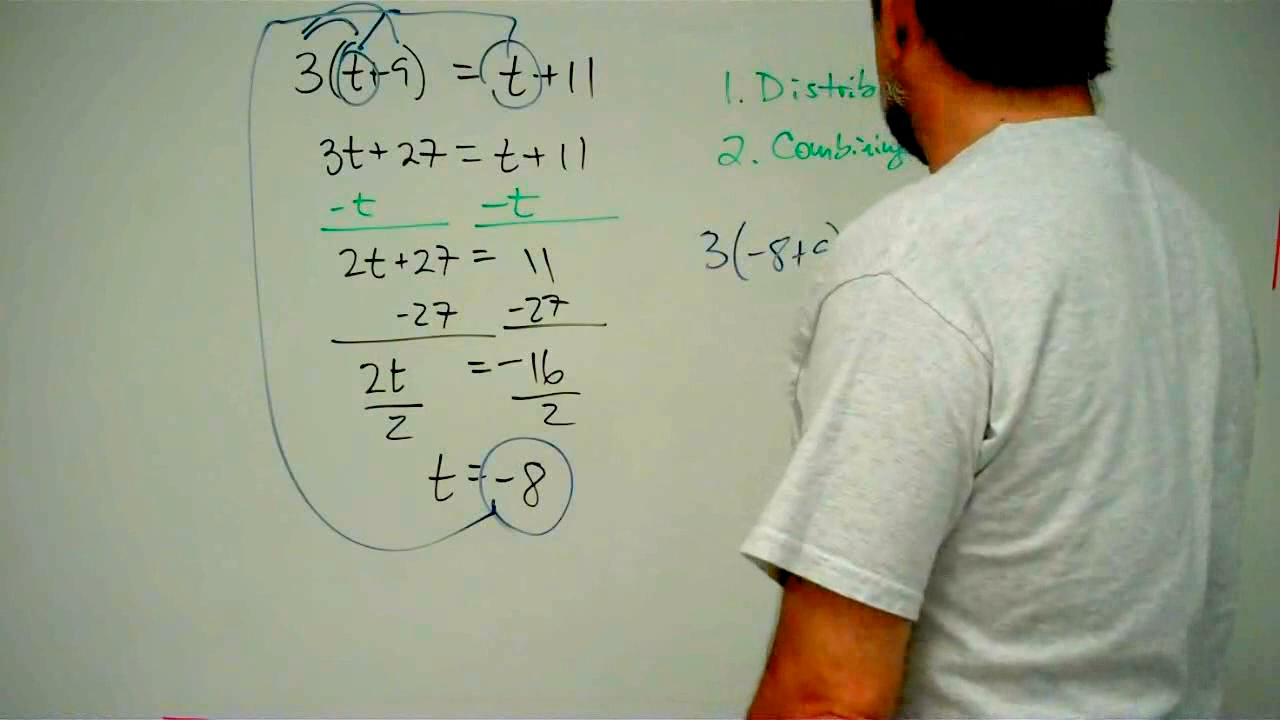 3(t+9) = t+11
3t+27 = t+11
-t -t
2t+27 = 11
-27 -27
2t = -16
2 2
t = -8
1. Distrib
2. Combining
3(-8+9)